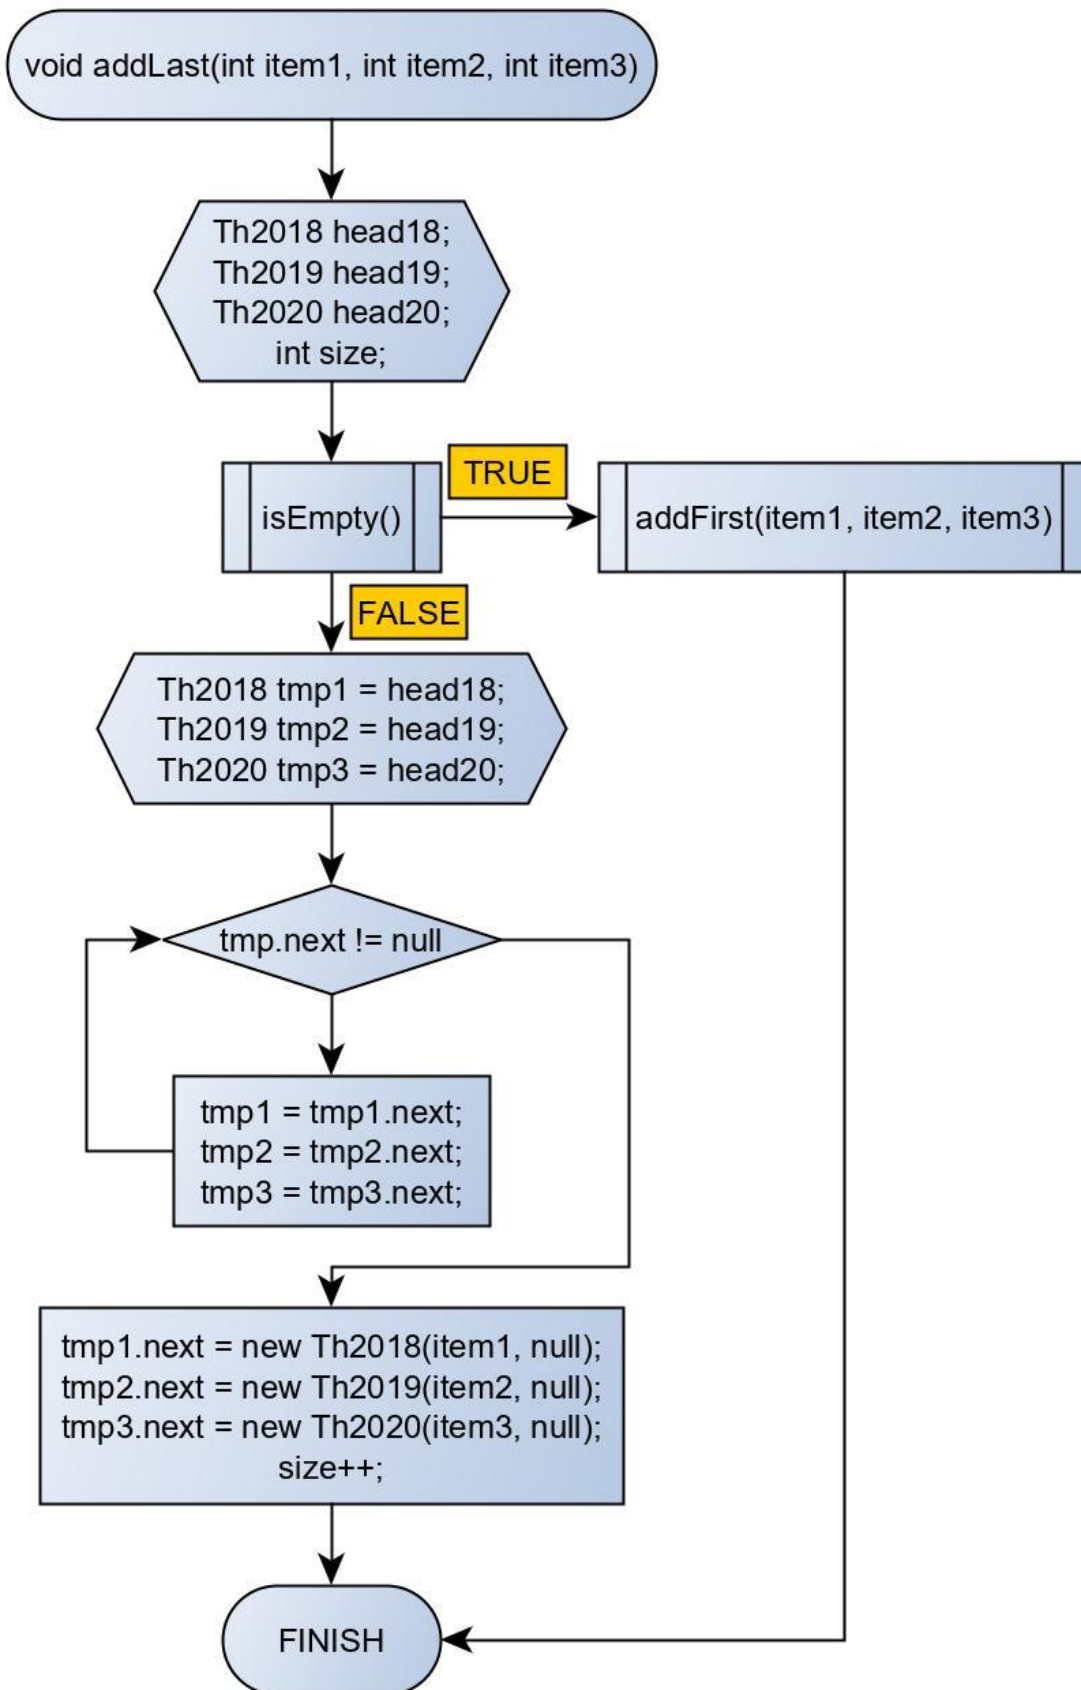 void addLast(int item1, int item2, int item3)
Th2018 head18;
Th2019 head19;
Th2020 head20;
int size;
isEmpty()
TRUE
addFirst(item1, item2, item3)
FALSE
Th2018 tmp1 = head18;
Th2019 tmp2 = head19;
Th2020 tmp3 = head20;
tmp.next != null
tmp1 = tmp1.next;
tmp2 = tmp2.next;
tmp3 = tmp3.next;
tmp1.next = new Th2018(item1, null);
tmp2.next = new Th2019(item2, null);
tmp3.next = new Th2020(item3, null);
size++;
FINISH